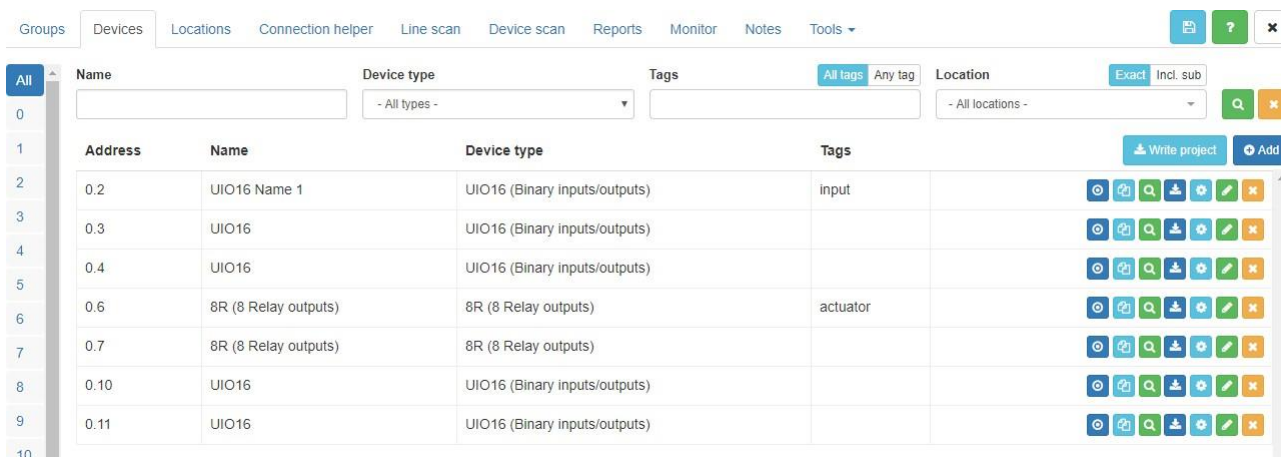 Groups Devices Locations Connection helper Line scan Device scan Reports Monitor Notes Tools
All
Name Device type Tags All tags Any tag Location Exact Incl. sub
- All types - - All locations -
0
1
Address Name Device type Tags Write project Add
2
0.2 UIO16 Name 1 UIO16 (Binary inputs/outputs) input
3
0.3 UIO16 UIO16 (Binary inputs/outputs)
4
0.4 UIO16 UIO16 (Binary inputs/outputs)
5
6
0.6 8R (8 Relay outputs) 8R (8 Relay outputs) actuator
7
0.7 8R (8 Relay outputs) 8R (8 Relay outputs)
8
0.10 UIO16 UIO16 (Binary inputs/outputs)
9
0.11 UIO16 UIO16 (Binary inputs/outputs)
10